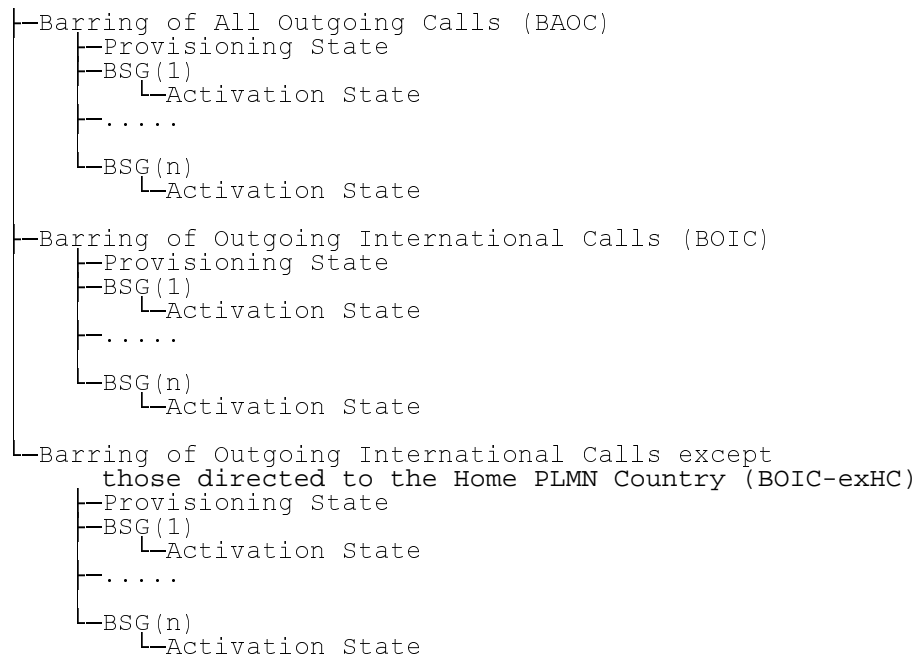 Barring of All Outgoing Calls (BAOC)
Provisioning State
BSG(1)
Activation State
.....
BSG(n)
Activation State
Barring of Outgoing International Calls (BOIC)
Provisioning State
BSG(1)
Activation State
.....
BSG(n)
Activation State
Barring of Outgoing International Calls except
those directed to the Home PLMN Country (BOIC-exHC)
Provisioning State
BSG(1)
Activation State
.....
BSG(n)
Activation State